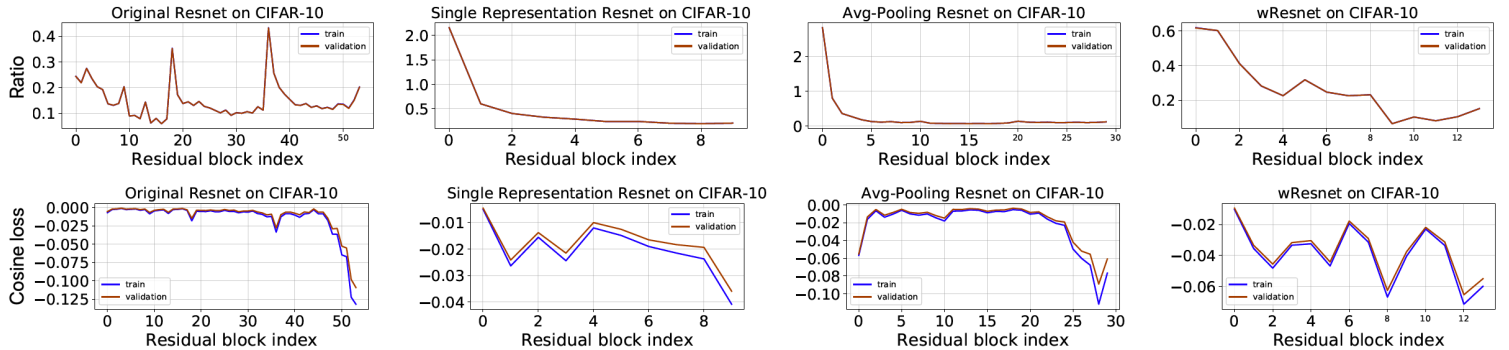 Original Resnet on CIFAR-10
Ratio
0.4
0.3
0.2
0.1
train
validation
0 10 20 30 40 50
Residual block index
Single Representation Resnet on CIFAR-10
2.0
1.5
1.0
0.5
train
validation
0 2 4 6 8
Residual block index
Avg-Pooling Resnet on CIFAR-10
2
1
0
train
validation
0 5 10 15 20 25 30
Residual block index
wResnet on CIFAR-10
0.6
0.4
0.2
train
validation
0 2 4 6 8 10 12
Residual block index
Original Resnet on CIFAR-10
Cosine loss
0.000
−0.025
−0.050
−0.075
−0.100
−0.125
train
validation
0 10 20 30 40 50
Residual block index
Single Representation Resnet on CIFAR-10
−0.01
−0.02
−0.03
−0.04
train
validation
0 2 4 6 8
Residual block index
Avg-Pooling Resnet on CIFAR-10
0.00
−0.02
−0.04
−0.06
−0.08
−0.10
train
validation
0 5 10 15 20 25 30
Residual block index
wResnet on CIFAR-10
−0.02
−0.04
−0.06
train
validation
0 2 4 6 8 10 12
Residual block index